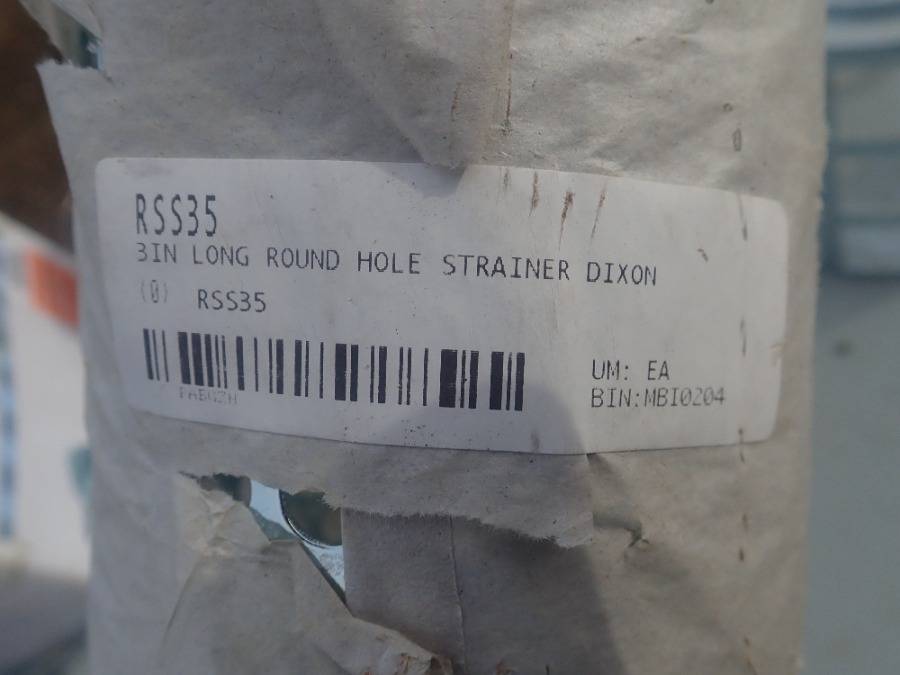 RSS35
3IN LONG ROUND HOLE STRAINER DIXON
(0) RSS35
UM: EA
BIN:MBI0204